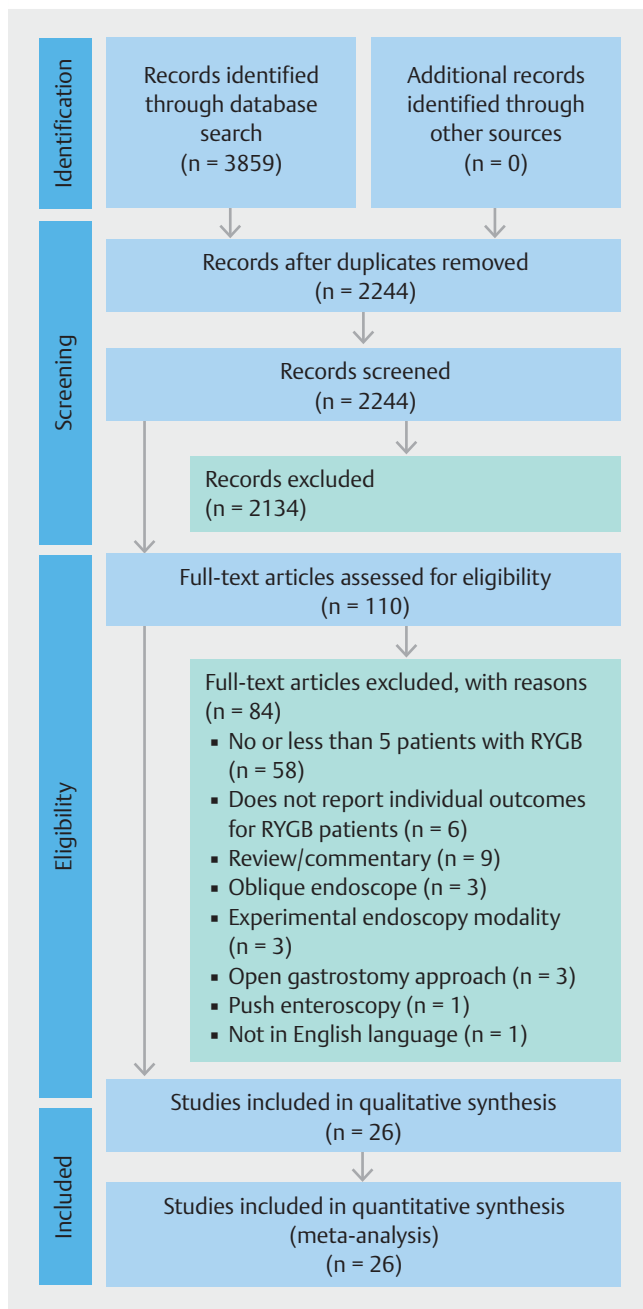 Identification
Records identified
through database
search
(n = 3859)
Additional records
identified through
other sources
(n = 0)
Screening
Records after duplicates removed
(n = 2244)
Records screened
(n = 2244)
Records excluded
(n = 2134)
Eligibility
Full-text articles assessed for eligibility
(n = 110)
Full-text articles excluded, with reasons
(n = 84)
▪ No or less than 5 patients with RYGB
(n = 58)
▪ Does not report individual outcomes
for RYGB patients (n = 6)
▪ Review/commentary (n = 9)
▪ Oblique endoscope (n = 3)
▪ Experimental endoscopy modality
(n = 3)
▪ Open gastrostomy approach (n = 3)
▪ Push enteroscopy (n = 1)
▪ Not in English language (n = 1)
Included
Studies included in qualitative synthesis
(n = 26)
Studies included in quantitative synthesis
(meta-analysis)
(n = 26)